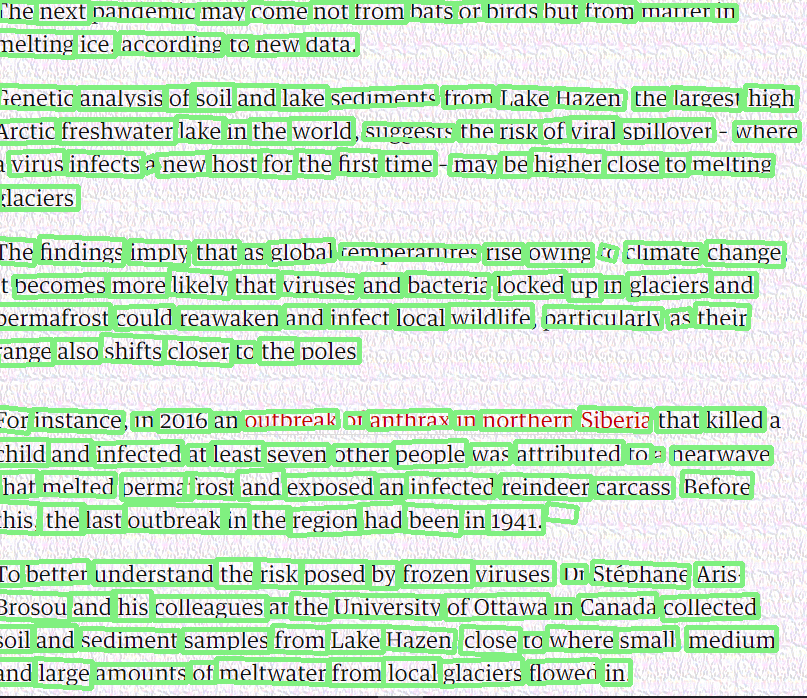 The next pandemic may come not from bats or birds but from matter in
melting ice, according to new data.
Genetic analysis of soil and lake sediments from Lake Hazen, the largest high
Arctic freshwater lake in the world, suggests the risk of viral spillover - where
a virus infects a new host for the first time - may be higher close to melting
glaciers
The findings imply that as global temperatures rise owing to climate change,
it becomes more likely that viruses and bacteria locked up in glaciers and
permafrost could reawaken and infect local wildlife, particularly as their
range also shifts closer to the poles
For instance, in 2016 an outbreak of anthrax in northern Siberia that killed a
child and infected at least seven other people was attributed to a heatwave
that melted permafrost and exposed an infected reindeer carcass. Before
this, the last outbreak in the region had been in 1941.
To better understand the risk posed by frozen viruses, Dr Stéphane Aris-
Brosou and his colleagues at the University of Ottawa in Canada collected
soil and sediment samples from Lake Hazen, close to where small, medium
and large amounts of meltwater from local glaciers flowed in.